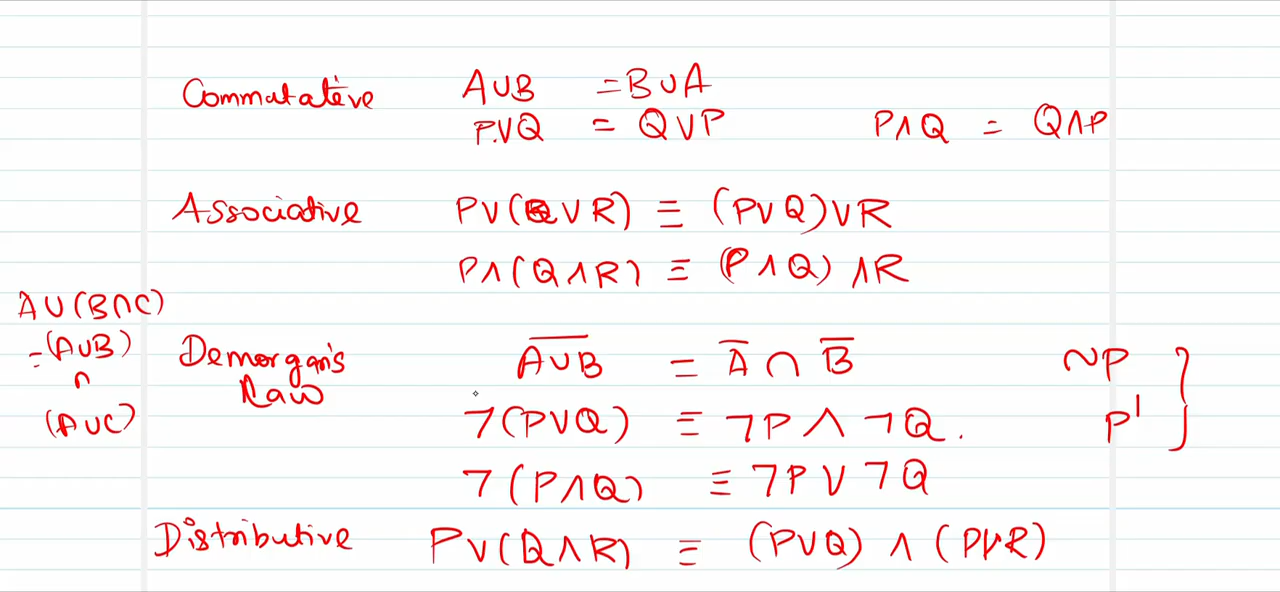 Commutative A∪B = B∪A
P∨Q = Q∨P P∧Q = Q∧P
Associative P∨(Q∨R) ≡ (P∨Q)∨R
P∧(Q∧R) ≡ (P∧Q)∧R
A∪(B∩C)
=(A∪B)
∩
(A∪C)
Demorgan's
Law
A̅∪̅B̅ = A̅ ∩ B̅ ~P
¬(P∨Q) ≡ ¬P ∧ ¬Q. P'
¬(P∧Q) ≡ ¬P ∨ ¬Q
Distributive P∨(Q∧R) ≡ (P∨Q) ∧ (P∨R)